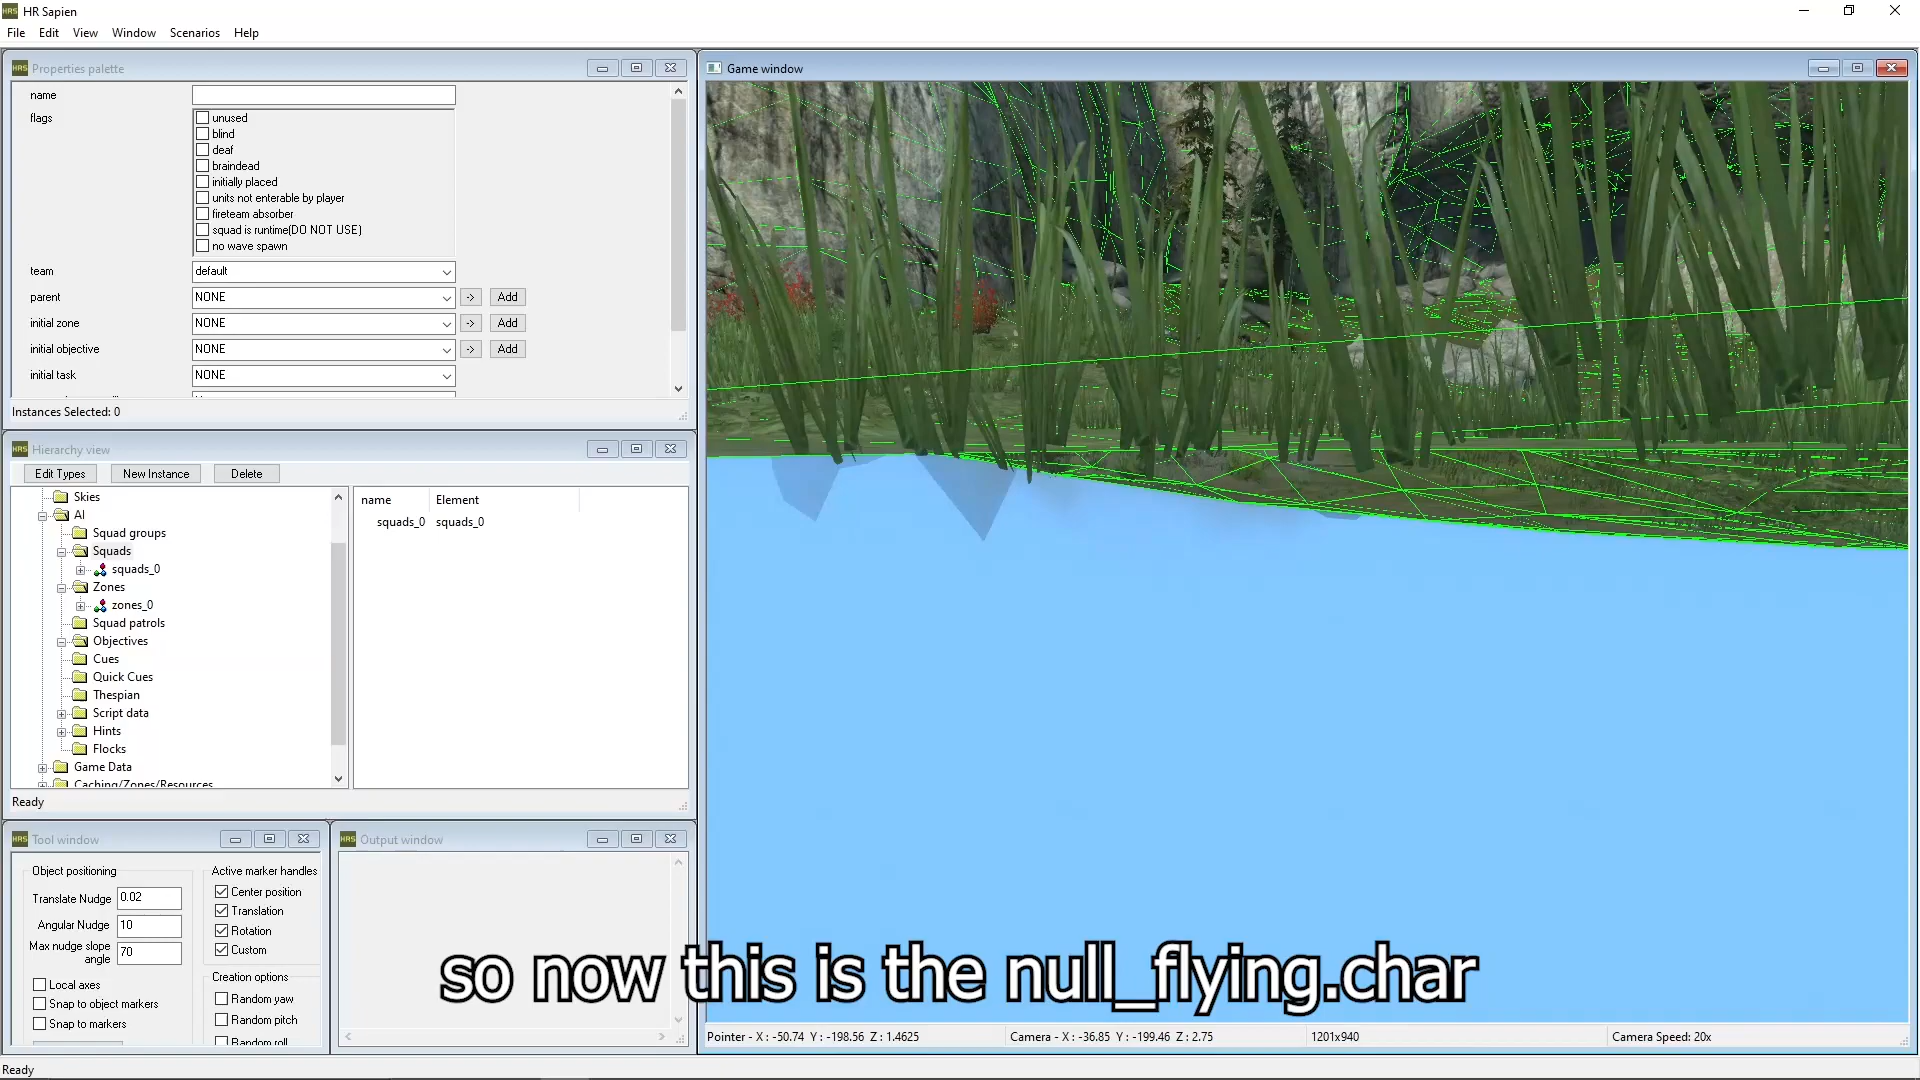 HR Sapien
File Edit View Window Scenarios Help
Properties palette
name
flags
unused
blind
deaf
braindead
initially placed
units not enterable by player
fireteam absorber
squad is runtime(DO NOT USE)
no wave spawn
team default
parent NONE -> Add
initial zone NONE -> Add
initial objective NONE -> Add
initial task NONE
Instances Selected: 0
Hierarchy view
Edit Types New Instance Delete
Skies
AI
Squad groups
Squads
squads_0
Zones
zones_0
Squad patrols
Objectives
Cues
Quick Cues
Thespian
Script data
Hints
Flocks
Game Data
Caching/Zones/Resources
name Element
squads_0 squads_0
Ready
Tool window
Object positioning
Translate Nudge 0.02
Angular Nudge 10
Max nudge slope angle 70
Local axes
Snap to object markers
Snap to markers
Active marker handles
Center position
Translation
Rotation
Custom
Creation options
Random yaw
Random pitch
Random roll
Output window
Game window
so now this is the null_flying.char
Pointer - X : -50.74 Y : -198.56 Z : 1.4625
Camera - X : -36.85 Y : -199.46 Z : 2.75
1201x940
Camera Speed: 20x
Ready